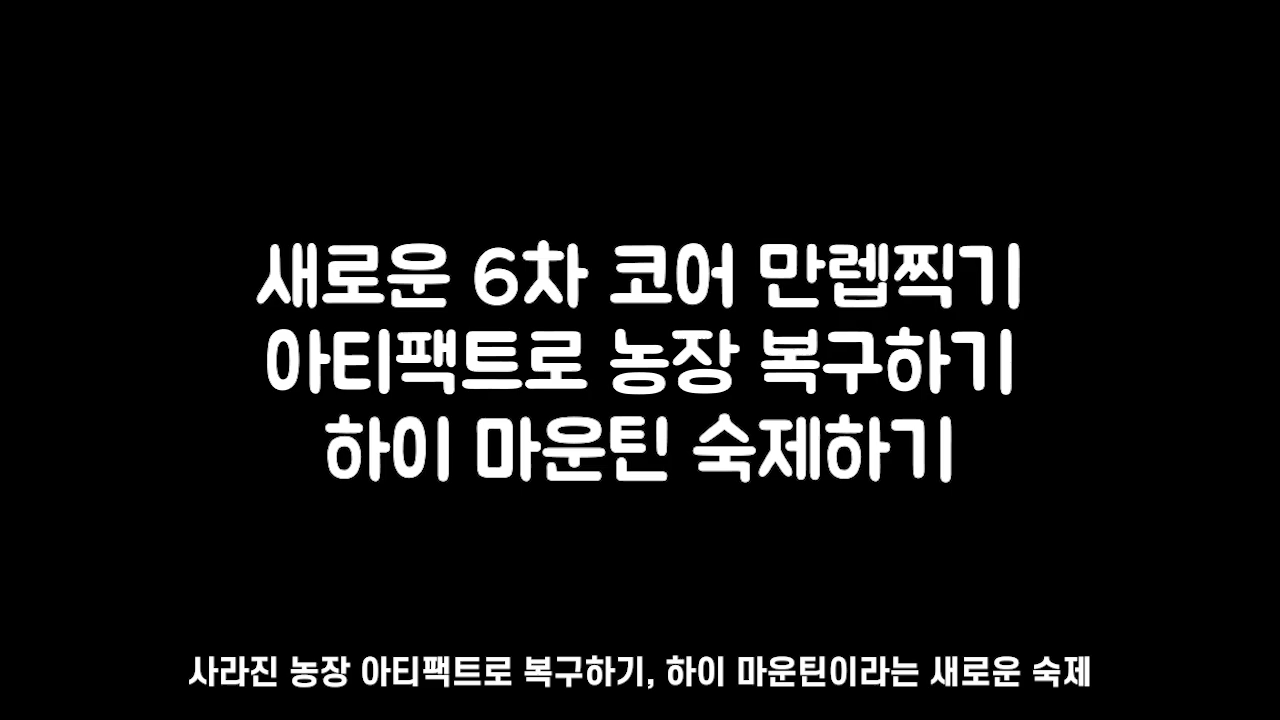 새로운 6차 코어 만렙찍기
아티팩트로 농장 복구하기
하이 마운틴 숙제하기
사라진 농장 아티팩트로 복구하기, 하이 마운틴이라는 새로운 숙제